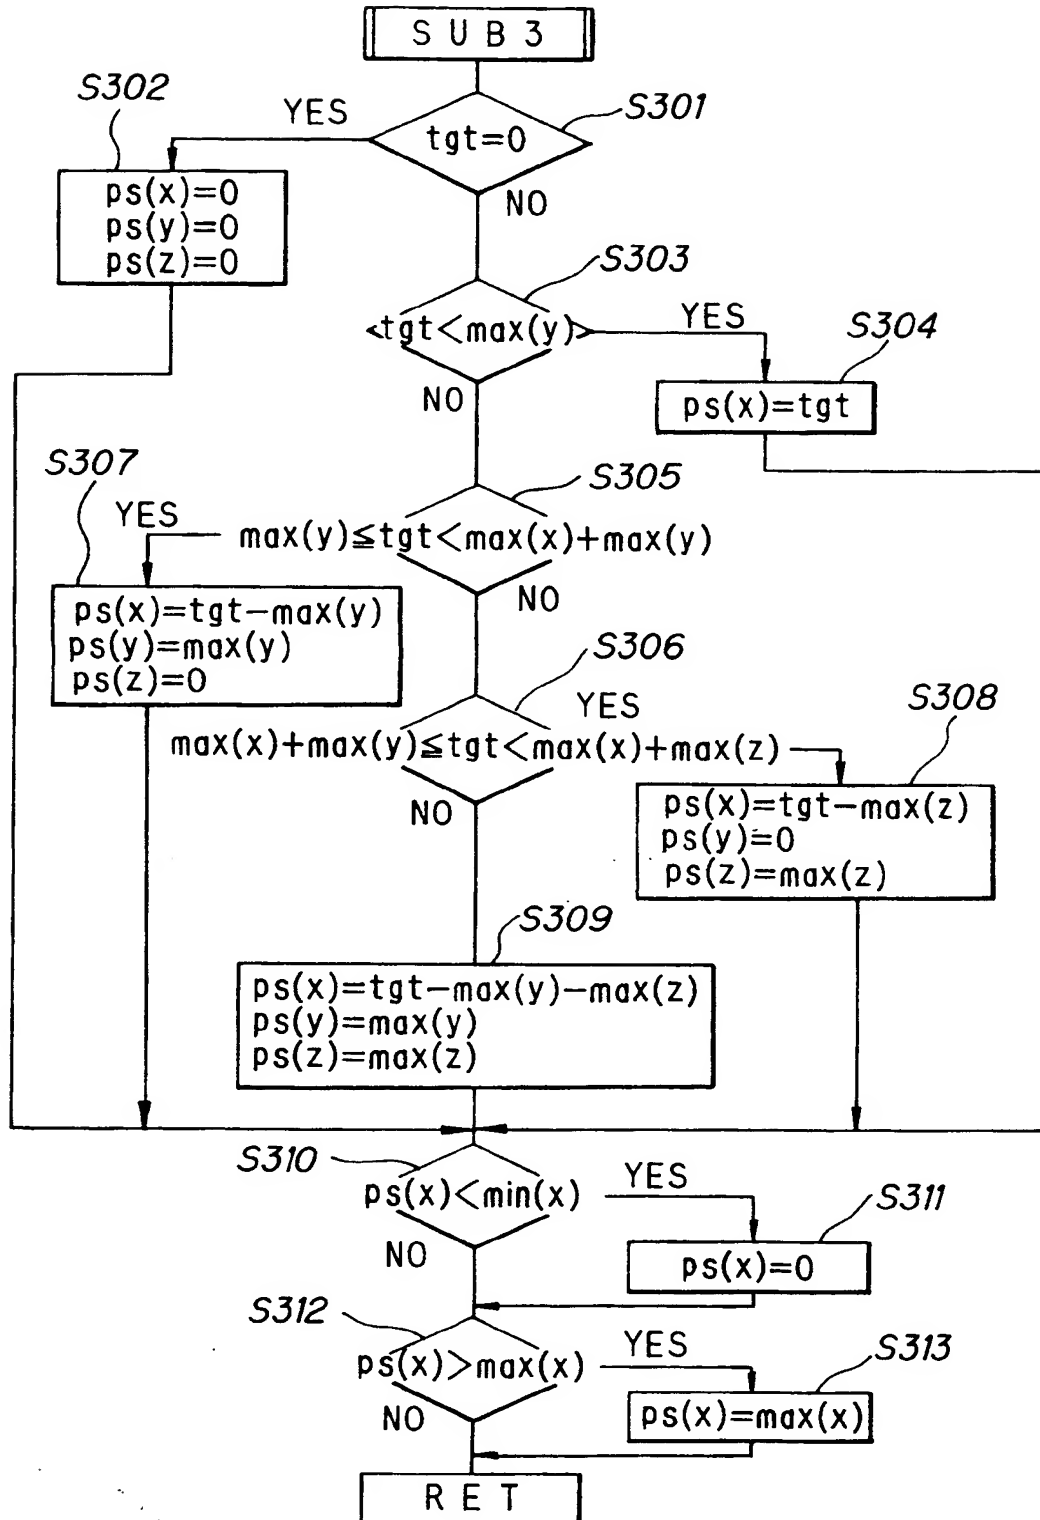 SUB3
S301
tgt=0
YES
NO
S302
ps(x)=0
ps(y)=0
ps(z)=0
S303
tgt<max(y)
YES
NO
S304
ps(x)=tgt
S305
max(y)≦tgt<max(x)+max(y)
YES
NO
S307
ps(x)=tgt-max(y)
ps(y)=max(y)
ps(z)=0
S306
max(x)+max(y)≦tgt<max(x)+max(z)
YES
NO
S308
ps(x)=tgt-max(z)
ps(y)=0
ps(z)=max(z)
S309
ps(x)=tgt-max(y)-max(z)
ps(y)=max(y)
ps(z)=max(z)
S310
ps(x)<min(x)
YES
NO
S311
ps(x)=0
S312
ps(x)>max(x)
YES
NO
S313
ps(x)=max(x)
RET